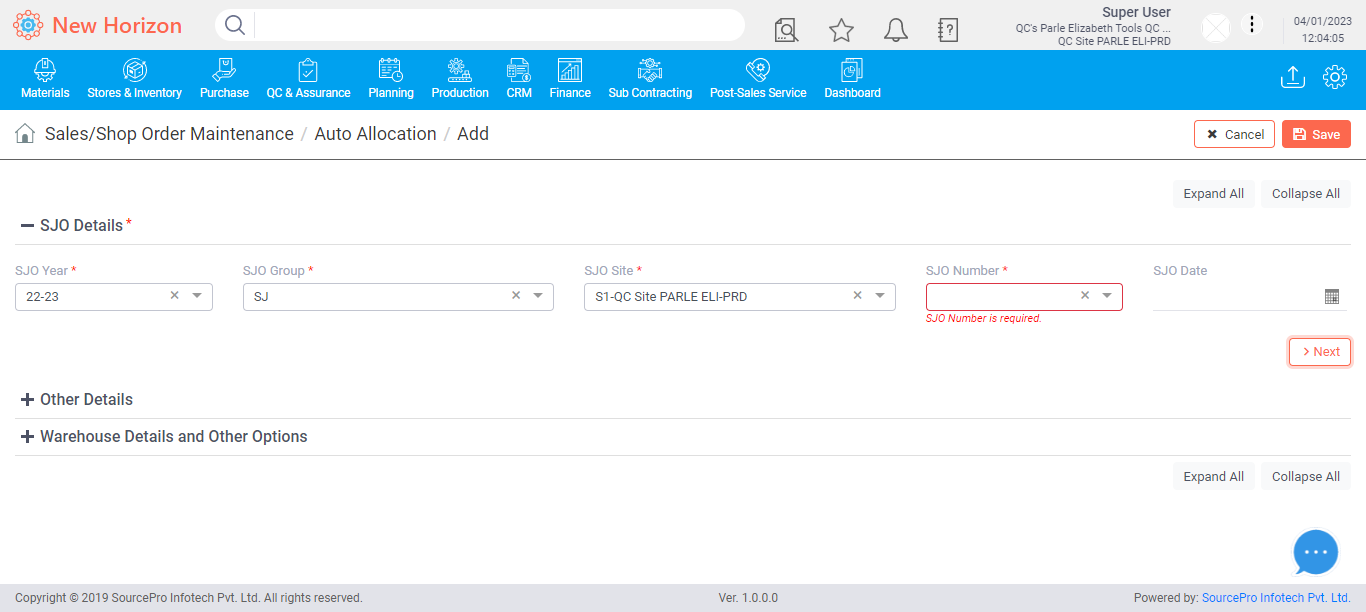 New Horizon
Super User
QC's Parle Elizabeth Tools QC ...
QC Site PARLE ELI-PRD
04/01/2023
12:04:05
Materials Stores & Inventory Purchase QC & Assurance Planning Production CRM Finance Sub Contracting Post-Sales Service Dashboard
Sales/Shop Order Maintenance / Auto Allocation / Add
Cancel Save
Expand All Collapse All
SJO Details *
SJO Year * SJO Group * SJO Site * SJO Number * SJO Date
22-23 SJ S1-QC Site PARLE ELI-PRD
SJO Number is required.
Next
Other Details
Warehouse Details and Other Options
Expand All Collapse All
Copyright © 2019 SourcePro Infotech Pvt. Ltd. All rights reserved. Ver. 1.0.0.0 Powered by: SourcePro Infotech Pvt. Ltd.